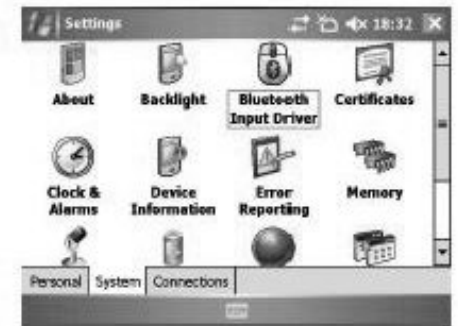 Settings 18:32
About Backlight Bluetooth Input Driver Certificates
Clock & Alarms Device Information Error Reporting Memory
Personal System Connections